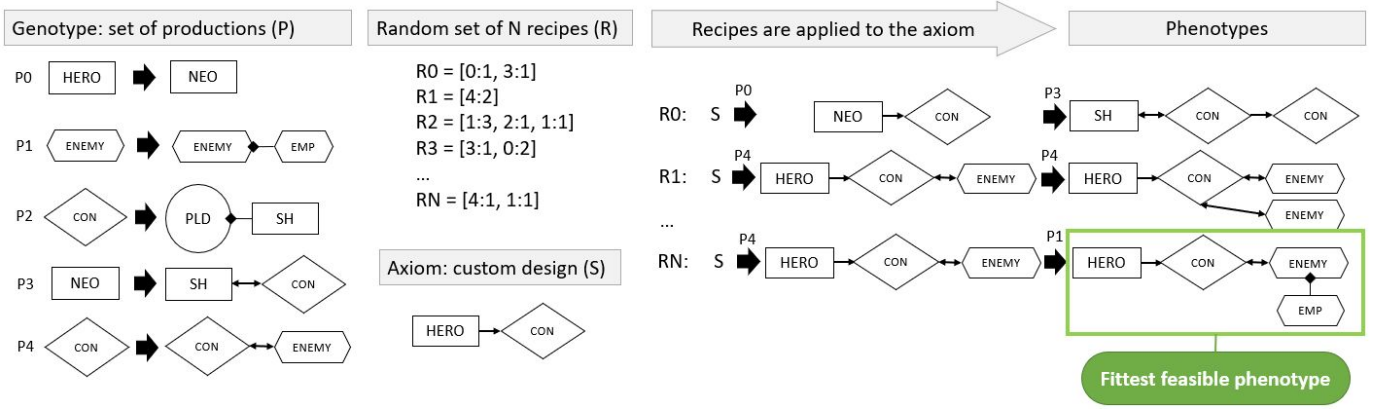 Genotype: set of productions (P)
P0 HERO NEO
P1 ENEMY ENEMY EMP
P2 CON PLD SH
P3 NEO SH CON
P4 CON CON ENEMY
Random set of N recipes (R)
R0 = [0:1, 3:1]
R1 = [4:2]
R2 = [1:3, 2:1, 1:1]
R3 = [3:1, 0:2]
...
RN = [4:1, 1:1]
Axiom: custom design (S)
HERO CON
Recipes are applied to the axiom
Phenotypes
P0 P3
R0: S NEO CON SH CON CON
P4 P4
R1: S HERO CON ENEMY HERO CON ENEMY
ENEMY
...
P4 P1
RN: S HERO CON ENEMY HERO CON ENEMY
EMP
Fittest feasible phenotype